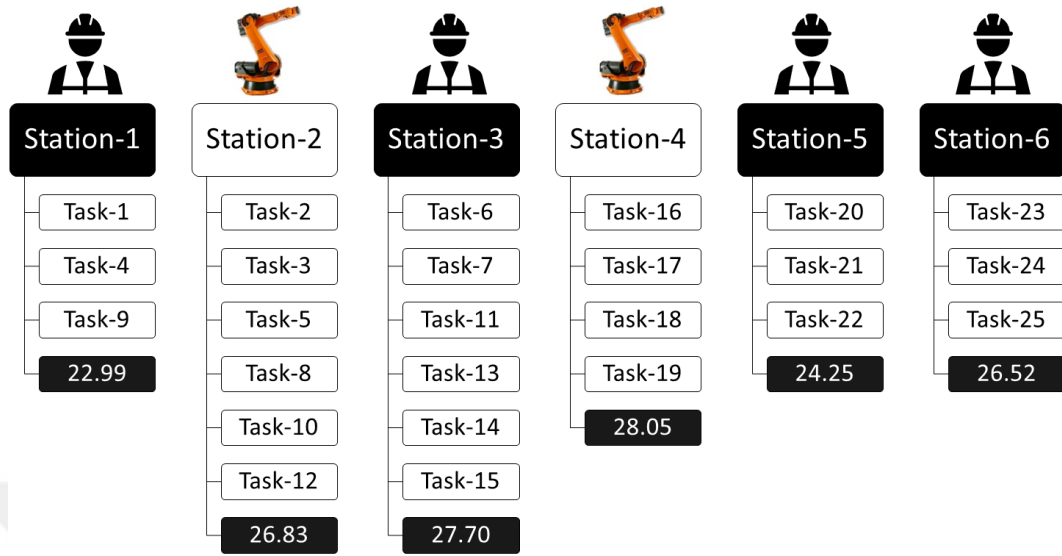 Station-1
Task-1
Task-4
Task-9
22.99
Station-2
Task-2
Task-3
Task-5
Task-8
Task-10
Task-12
26.83
Station-3
Task-6
Task-7
Task-11
Task-13
Task-14
Task-15
27.70
Station-4
Task-16
Task-17
Task-18
Task-19
28.05
Station-5
Task-20
Task-21
Task-22
24.25
Station-6
Task-23
Task-24
Task-25
26.52